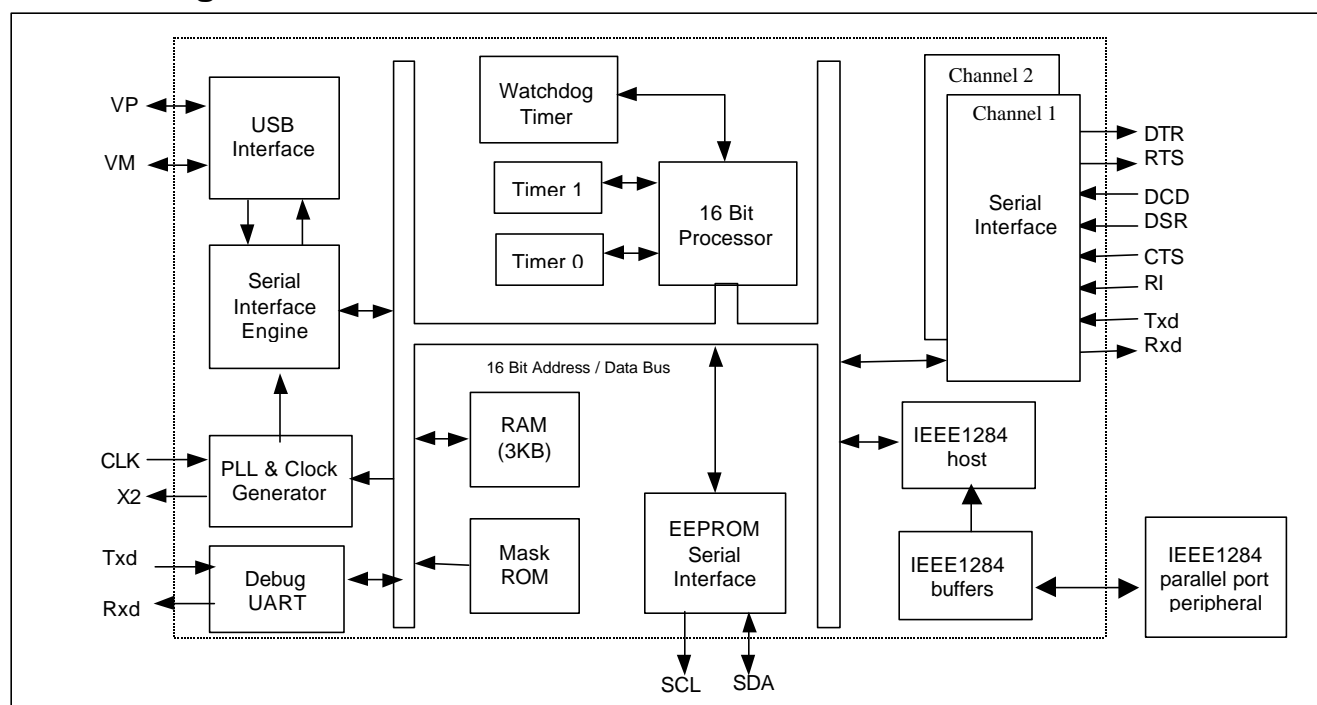 VP
VM
USB
Interface
Serial
Interface
Engine
CLK
X2
PLL & Clock
Generator
Txd
Rxd
Debug
UART
Watchdog
Timer
Timer 1
Timer 0
16 Bit
Processor
16 Bit Address / Data Bus
RAM
(3KB)
Mask
ROM
EEPROM
Serial
Interface
SCL
SDA
Channel 2
Channel 1
Serial
Interface
DTR
RTS
DCD
DSR
CTS
RI
Txd
Rxd
IEEE1284
host
IEEE1284
buffers
IEEE1284
parallel port
peripheral